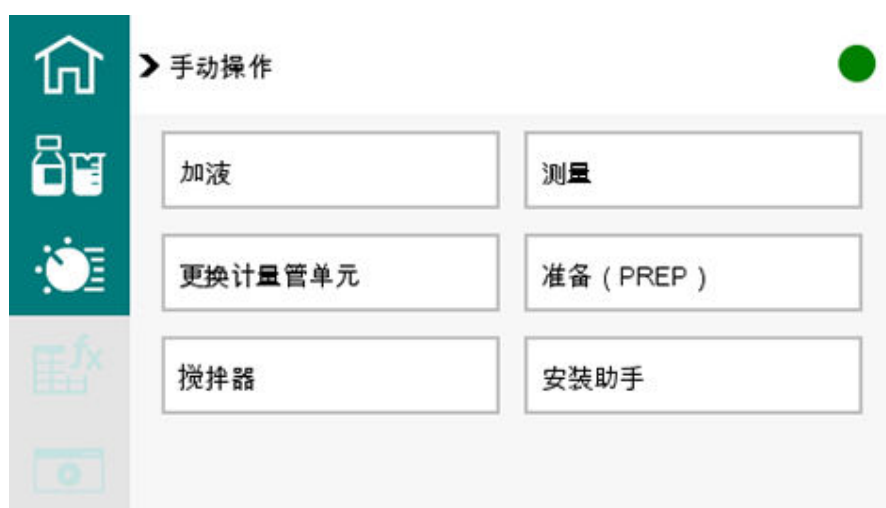 手动操作
加液
测量
更换计量管单元
准备（PREP）
搅拌器
安装助手
fx